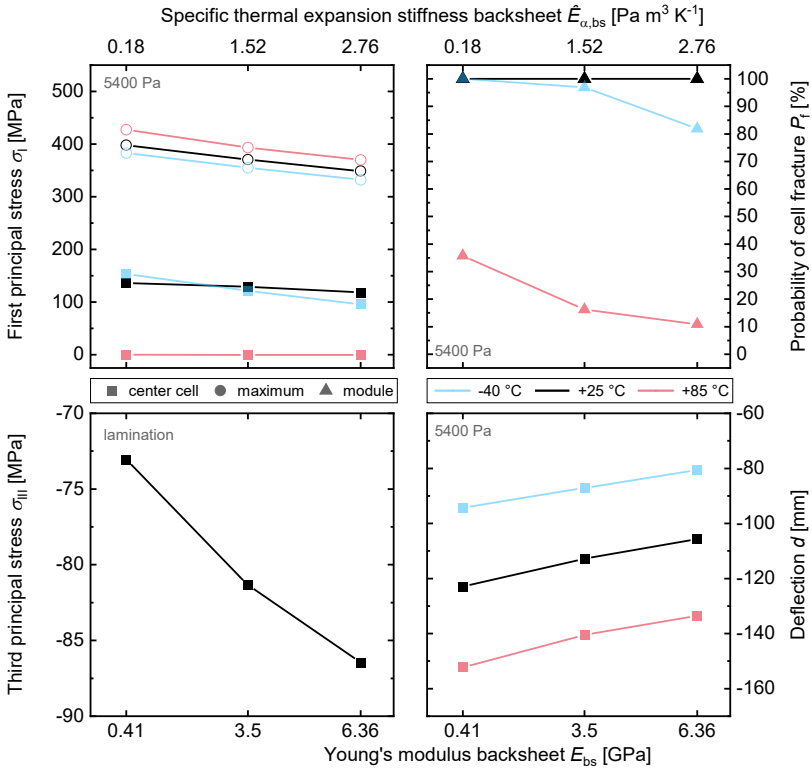 Specific thermal expansion stiffness backsheet Ê_α,bs [Pa m³ K⁻¹]
0.18 1.52 2.76 0.18 1.52 2.76
First principal stress σ_I [MPa]
500
400
300
200
100
0
5400 Pa
5400 Pa
100
90
80
70
60
50
40
30
20
10
0
Probability of cell fracture P_f [%]
center cell maximum module
-40 °C +25 °C +85 °C
Third principal stress σ_III [MPa]
-70
-75
-80
-85
-90
lamination
5400 Pa
-60
-80
-100
-120
-140
-160
Deflection d [mm]
0.41 3.5 6.36 0.41 3.5 6.36
Young's modulus backsheet E_bs [GPa]